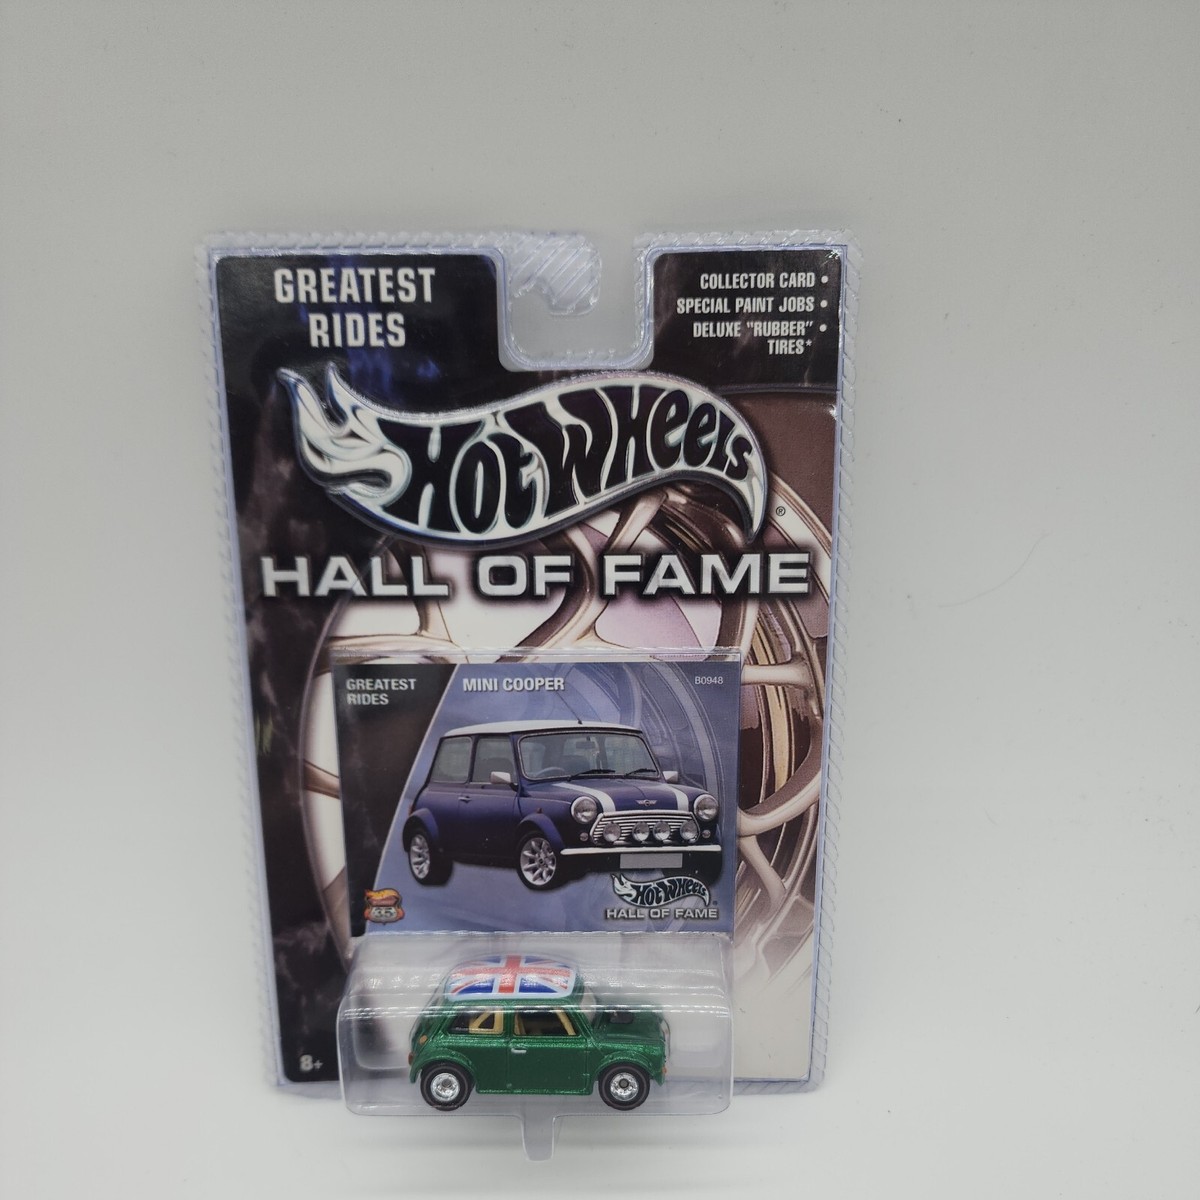 GREATEST
RIDES
COLLECTOR CARD •
SPECIAL PAINT JOBS •
DELUXE "RUBBER" •
TIRES*
HOT WHEELS
®
HALL OF FAME
GREATEST
RIDES
MINI COOPER
B0948
35
HOT WHEELS
HALL OF FAME
8+